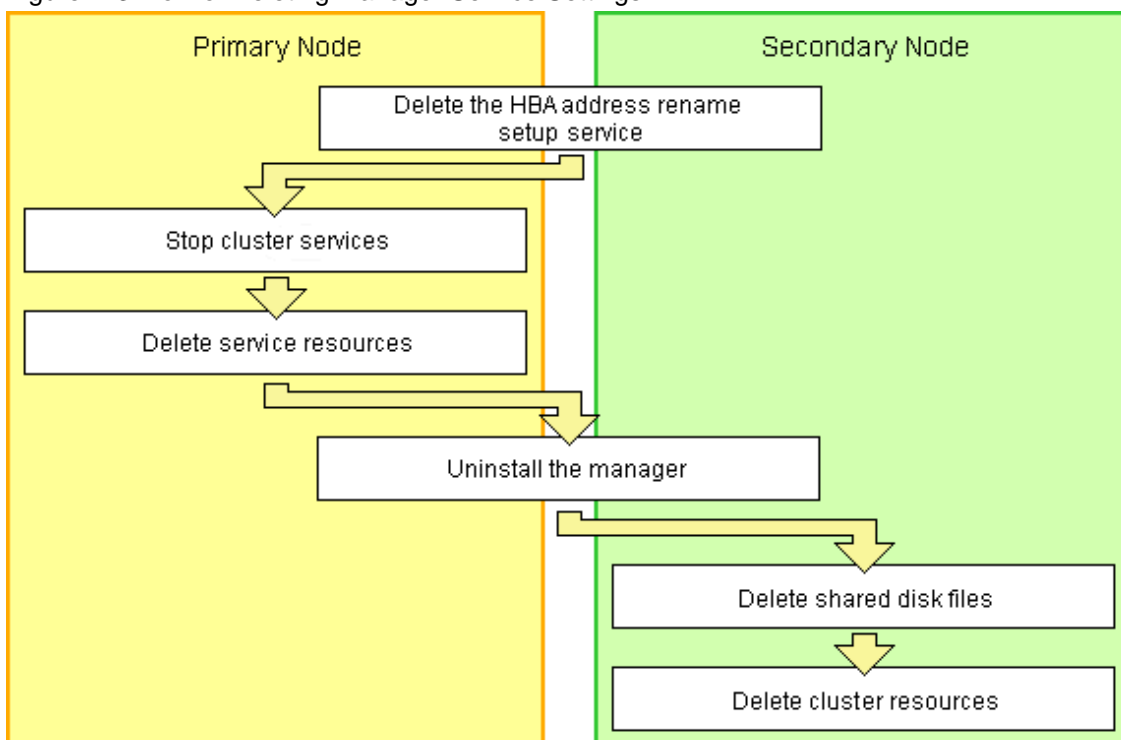 Primary Node
Secondary Node
Delete the HBA address rename
setup service
Stop cluster services
Delete service resources
Uninstall the manager
Delete shared disk files
Delete cluster resources